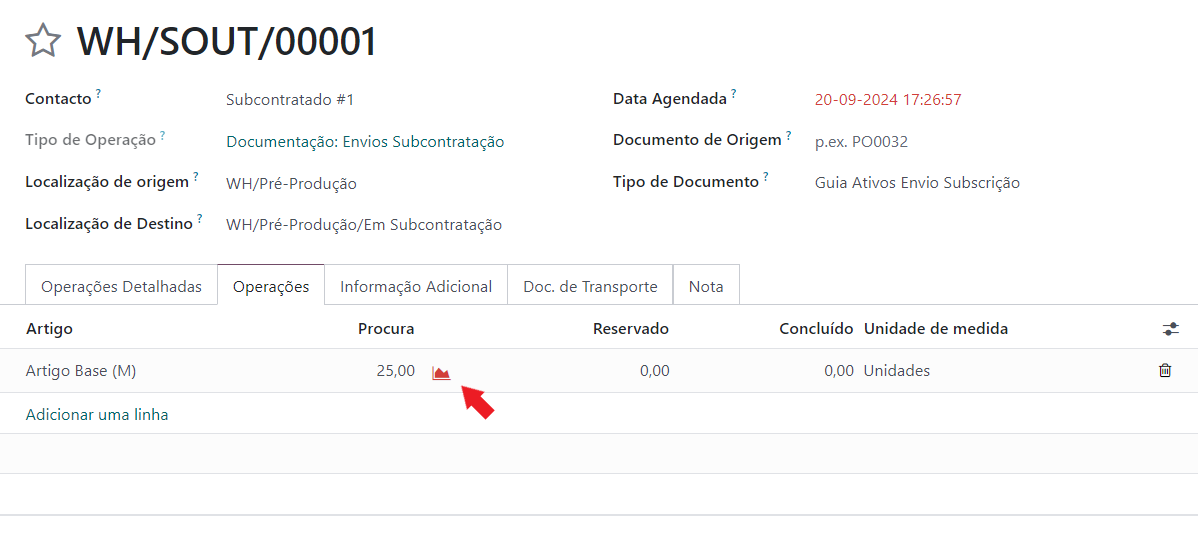 WH/SOUT/00001
Contacto ? Subcontratado #1
Data Agendada ? 20-09-2024 17:26:57
Tipo de Operação ? Documentação: Envios Subcontratação
Documento de Origem ? p.ex. PO0032
Localização de origem ? WH/Pré-Produção
Tipo de Documento ? Guia Ativos Envio Subscrição
Localização de Destino ? WH/Pré-Produção/Em Subcontratação
Operações Detalhadas Operações Informação Adicional Doc. de Transporte Nota
Artigo Procura Reservado Concluído Unidade de medida
Artigo Base (M) 25,00 0,00 0,00 Unidades
Adicionar uma linha